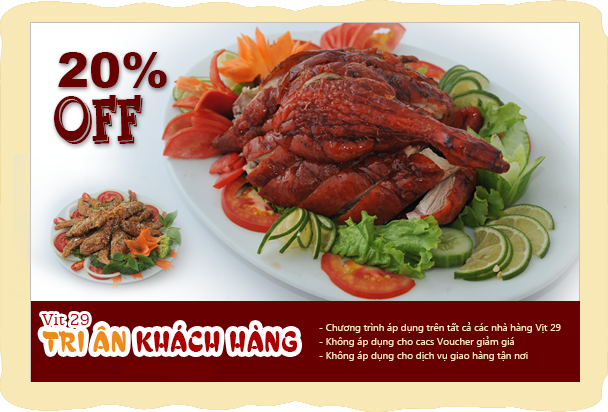 20%
OFF
Vịt 29
TRI ÂN KHÁCH HÀNG
- Chương trình áp dụng trên tất cả các nhà hàng Vịt 29
- Không áp dụng cho cacs Voucher giảm giá
- Không áp dụng cho dịch vụ giao hàng tận nơi